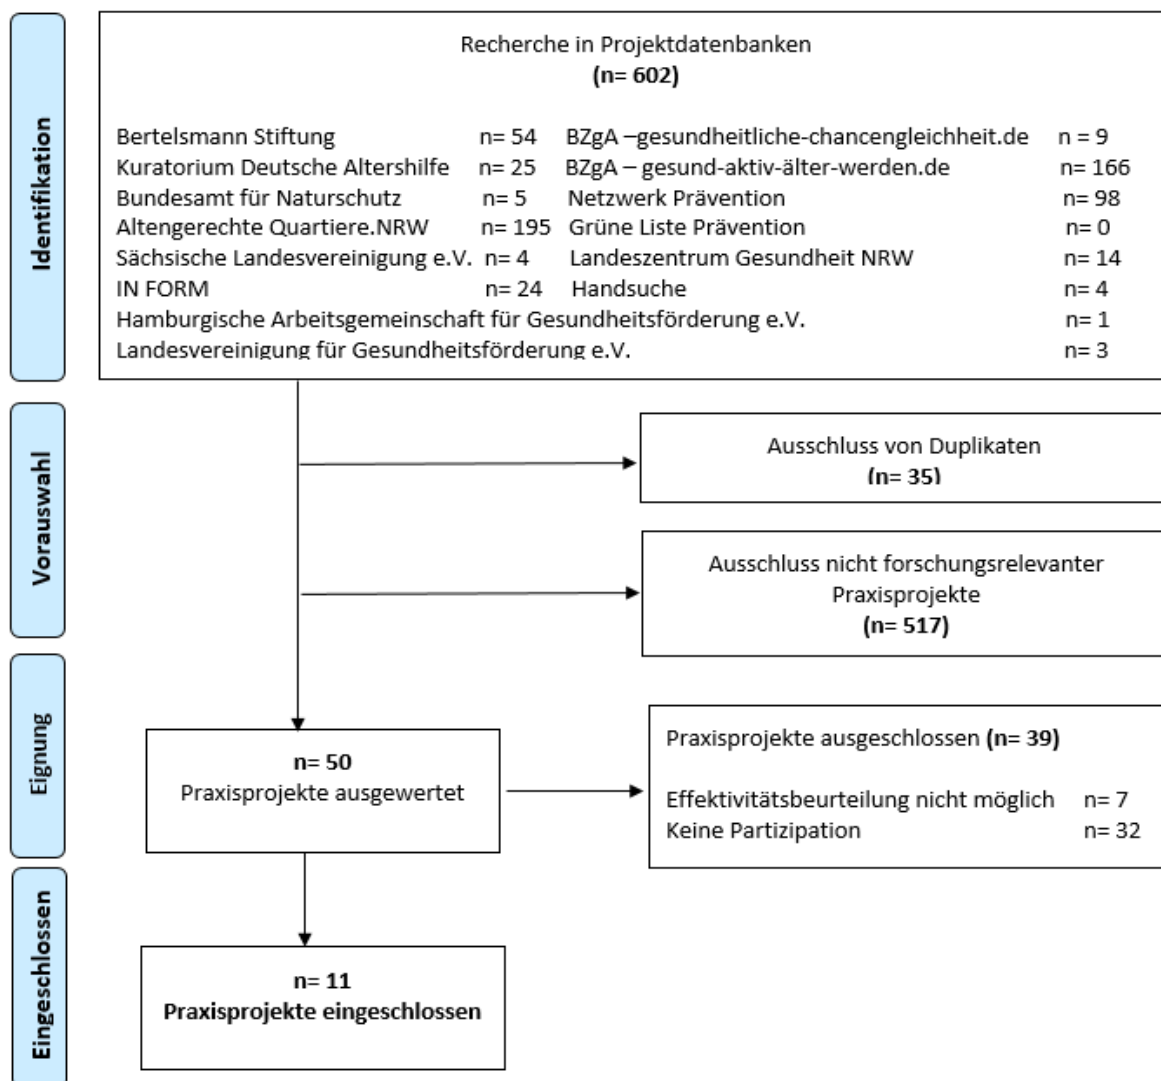 Identifikation
Recherche in Projektdatenbanken
(n= 602)
Bertelsmann Stiftung n= 54 BZgA –gesundheitliche-chancengleichheit.de n = 9
Kuratorium Deutsche Altershilfe n= 25 BZgA – gesund-aktiv-älter-werden.de n= 166
Bundesamt für Naturschutz n= 5 Netzwerk Prävention n= 98
Altengerechte Quartiere.NRW n= 195 Grüne Liste Prävention n= 0
Sächsische Landesvereinigung e.V. n= 4 Landeszentrum Gesundheit NRW n= 14
IN FORM n= 24 Handsuche n= 4
Hamburgische Arbeitsgemeinschaft für Gesundheitsförderung e.V. n= 1
Landesvereinigung für Gesundheitsförderung e.V. n= 3
Vorauswahl
Ausschluss von Duplikaten
(n= 35)
Ausschluss nicht forschungsrelevanter
Praxisprojekte
(n= 517)
Eignung
n= 50
Praxisprojekte ausgewertet
Praxisprojekte ausgeschlossen (n= 39)
Effektivitätsbeurteilung nicht möglich n= 7
Keine Partizipation n= 32
Eingeschlossen
n= 11
Praxisprojekte eingeschlossen